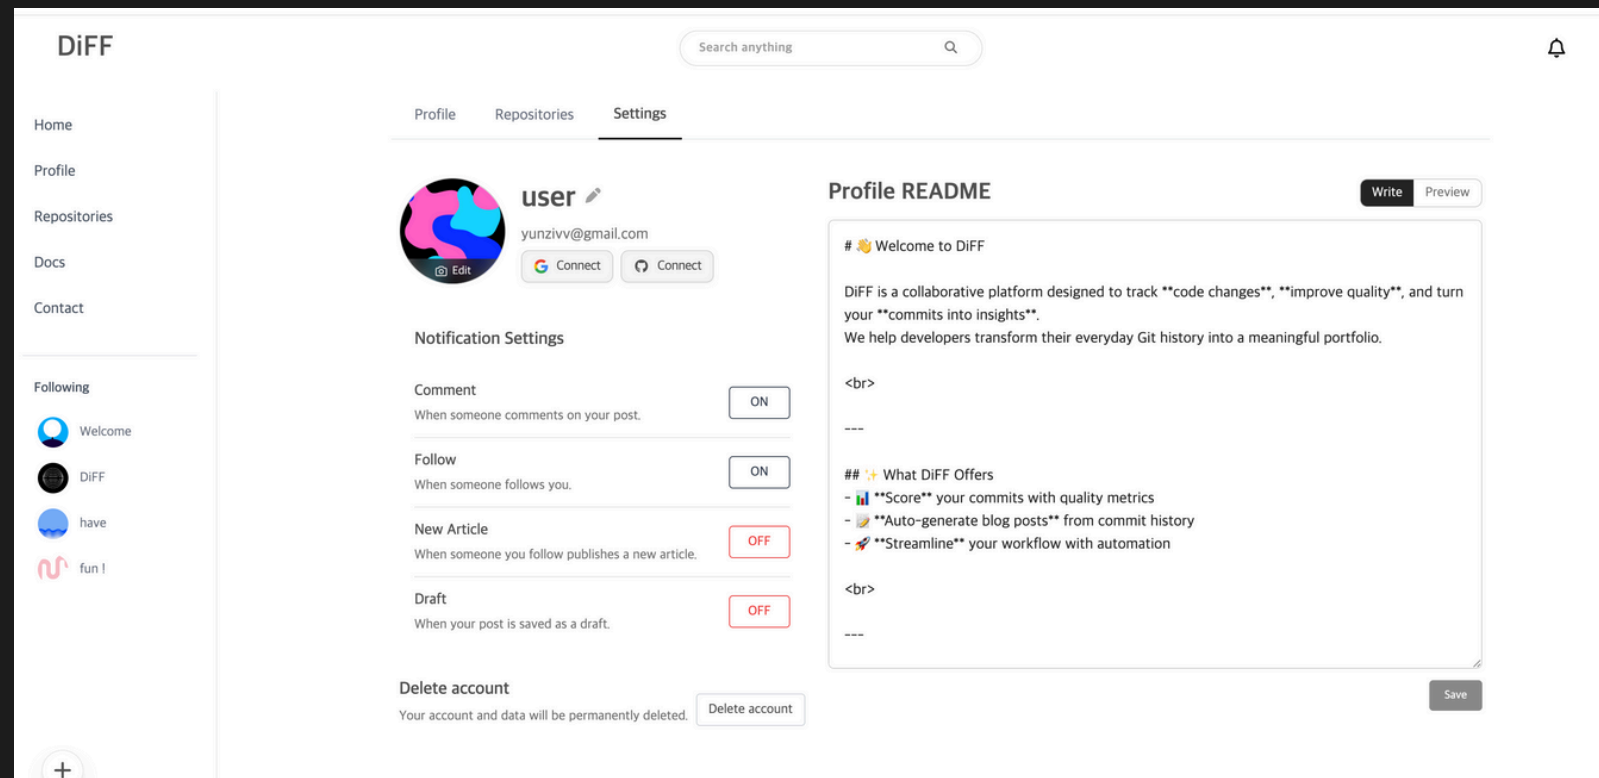 DiFF
Search anything
Home
Profile
Repositories
Docs
Contact
Following
Welcome
DiFF
have
fun !
Profile Repositories Settings
user
yunzivv@gmail.com
Edit
Connect Connect
Notification Settings
Comment
When someone comments on your post.
ON
Follow
When someone follows you.
ON
New Article
When someone you follow publishes a new article.
OFF
Draft
When your post is saved as a draft.
OFF
Delete account
Your account and data will be permanently deleted.
Delete account
Profile README
Write Preview
# 👋 Welcome to DiFF
DiFF is a collaborative platform designed to track **code changes**, **improve quality**, and turn
your **commits into insights**.
We help developers transform their everyday Git history into a meaningful portfolio.
<br>
---
## ✨ What DiFF Offers
- 📊 **Score** your commits with quality metrics
- 📝 **Auto-generate blog posts** from commit history
- 🚀 **Streamline** your workflow with automation
<br>
---
Save